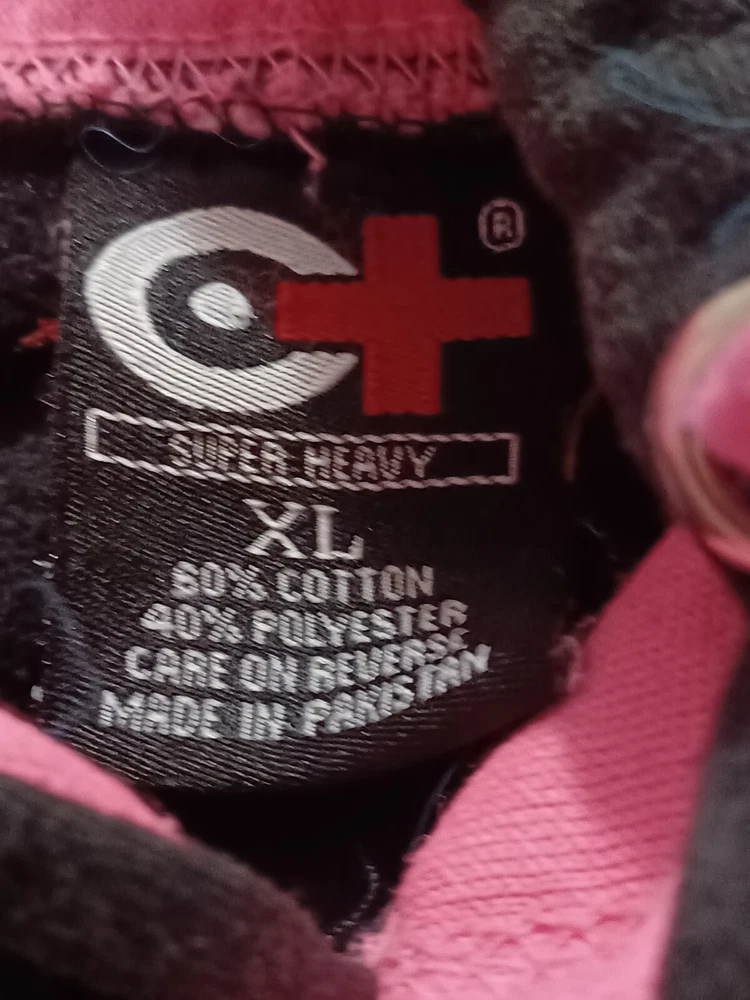 ®
SUPER HEAVY
XL
60% COTTON
40% POLYESTER
CARE ON REVERSE
MADE IN PAKISTAN